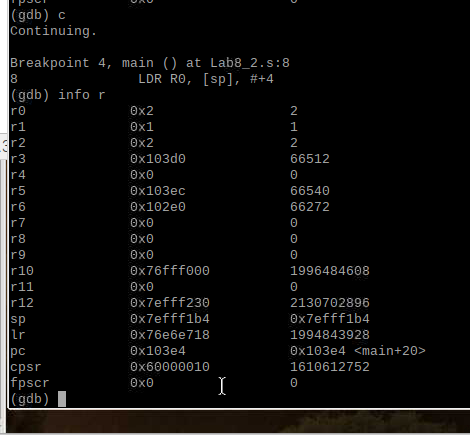 (gdb) c
Continuing.
Breakpoint 4, main () at Lab8_2.s:8
8 LDR R0, [sp], #+4
(gdb) info r
r0 0x2 2
r1 0x1 1
r2 0x2 2
r3 0x103d0 66512
r4 0x0 0
r5 0x103ec 66540
r6 0x102e0 66272
r7 0x0 0
r8 0x0 0
r9 0x0 0
r10 0x76fff000 1996484608
r11 0x0 0
r12 0x7efff230 2130702896
sp 0x7efff1b4 0x7efff1b4
lr 0x76e6e718 1994843928
pc 0x103e4 0x103e4 <main+20>
cpsr 0x60000010 1610612752
fpscr 0x0 0
(gdb)